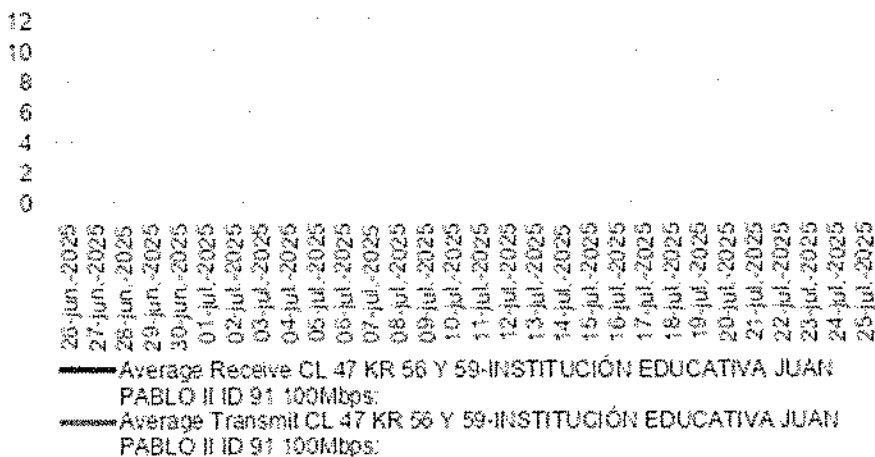 12
10
8
6
4
2
0
26-jun.-2025
27-jun.-2025
28-jun.-2025
29-jun.-2025
30-jun.-2025
01-jul.-2025
02-jul.-2025
03-jul.-2025
04-jul.-2025
05-jul.-2025
06-jul.-2025
07-jul.-2025
08-jul.-2025
09-jul.-2025
10-jul.-2025
11-jul.-2025
12-jul.-2025
13-jul.-2025
14-jul.-2025
15-jul.-2025
16-jul.-2025
17-jul.-2025
18-jul.-2025
19-jul.-2025
20-jul.-2025
21-jul.-2025
22-jul.-2025
23-jul.-2025
24-jul.-2025
25-jul.-2025
Average Receive CL 47 KR 56 Y 59-INSTITUCIÓN EDUCATIVA JUAN
PABLO II ID 91 100Mbps:
Average Transmit CL 47 KR 56 Y 59-INSTITUCIÓN EDUCATIVA JUAN
PABLO II ID 91 100Mbps: